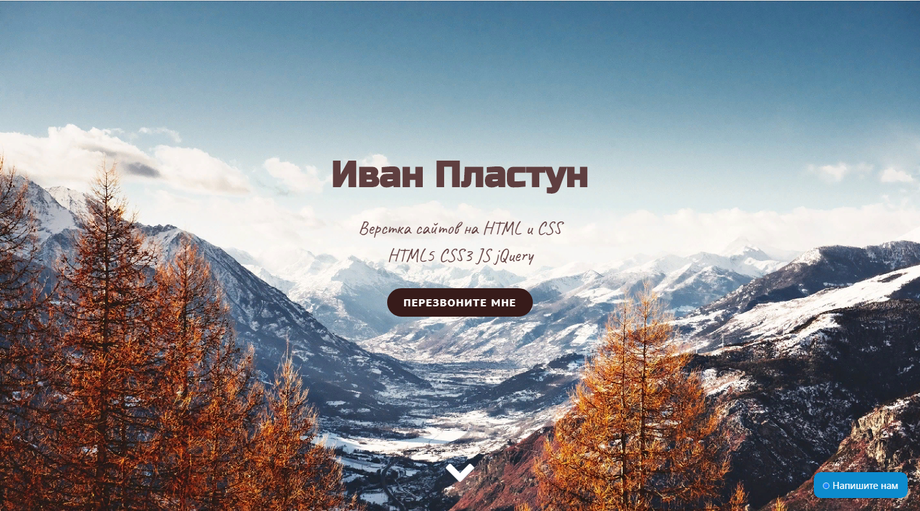 Иван Пластун
Верстка сайтов на HTML и CSS
HTML5 CSS3 JS jQuery
ПЕРЕЗВОНИТЕ МНЕ
Напишите нам